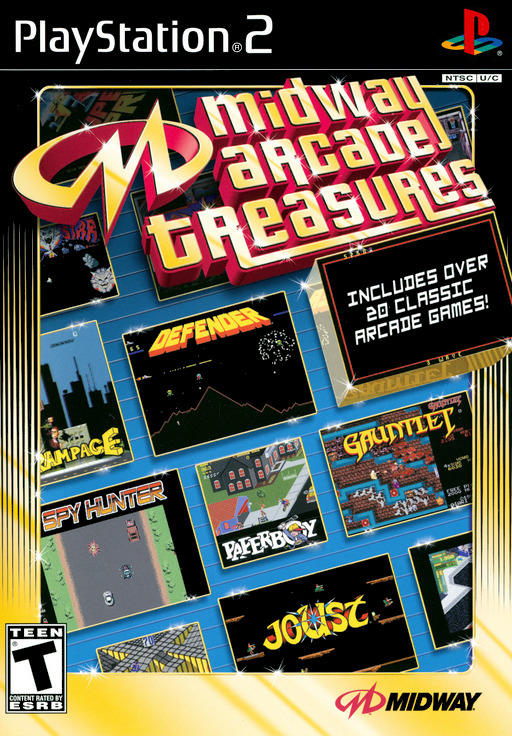 PlayStation®2
NTSC U/C
MIDWAY
ARCADE
TREASURES
INCLUDES OVER
20 CLASSIC
ARCADE GAMES!
DEFENDER
RAMPAGE
GAUNTLET
GAUNTLET
SPY HUNTER
PAPERBOY
JOUST
TEEN
T
CONTENT RATED BY
ESRB
MIDWAY